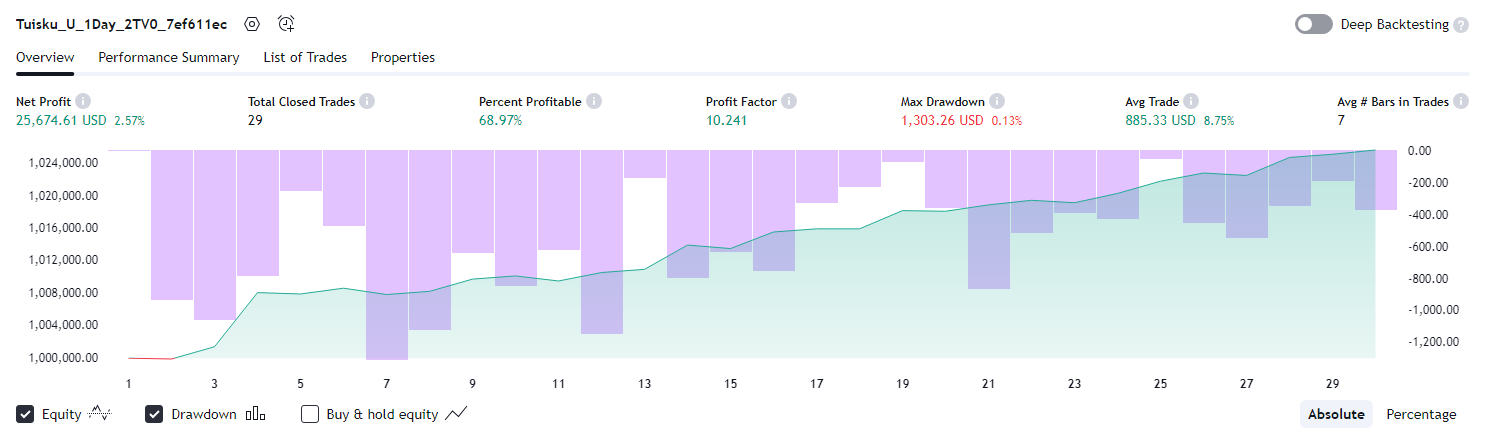 Tuisku_U_1Day_2TV0_7ef611ec Deep Backtesting ?
Overview Performance Summary List of Trades Properties
Net Profit i Total Closed Trades i Percent Profitable i Profit Factor i Max Drawdown i Avg Trade i Avg # Bars in Trades i
25,674.61 USD 2.57% 29 68.97% 10.241 1,303.26 USD 0.13% 885.33 USD 8.75% 7
1,024,000.00 0.00
1,020,000.00 -200.00
1,016,000.00 -400.00
1,012,000.00 -600.00
1,008,000.00 -800.00
1,004,000.00 -1,000.00
1,000,000.00 -1,200.00
1 3 5 7 9 11 13 15 17 19 21 23 25 27 29
Equity Drawdown Buy & hold equity Absolute Percentage